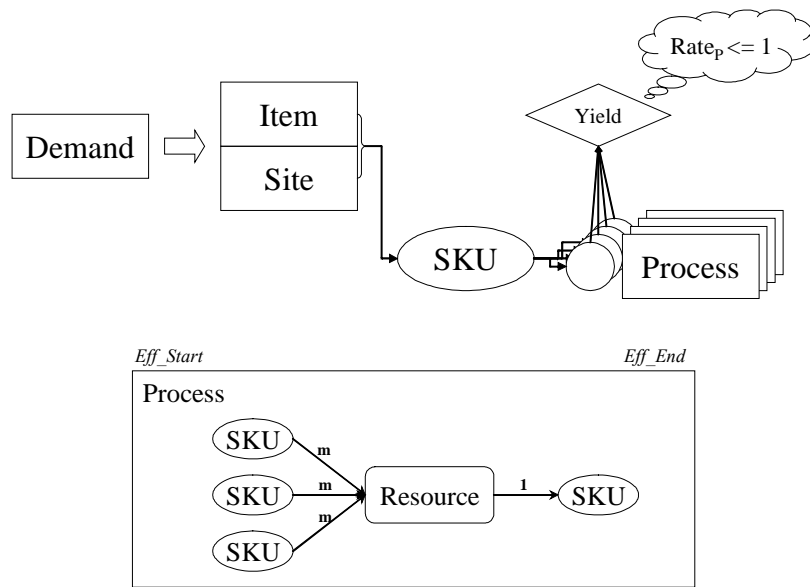 Rate_P <= 1
Yield
Item
Demand
Site
SKU
Process
Eff_Start
Eff_End
Process
SKU
m
SKU
m
Resource
1
SKU
m
SKU